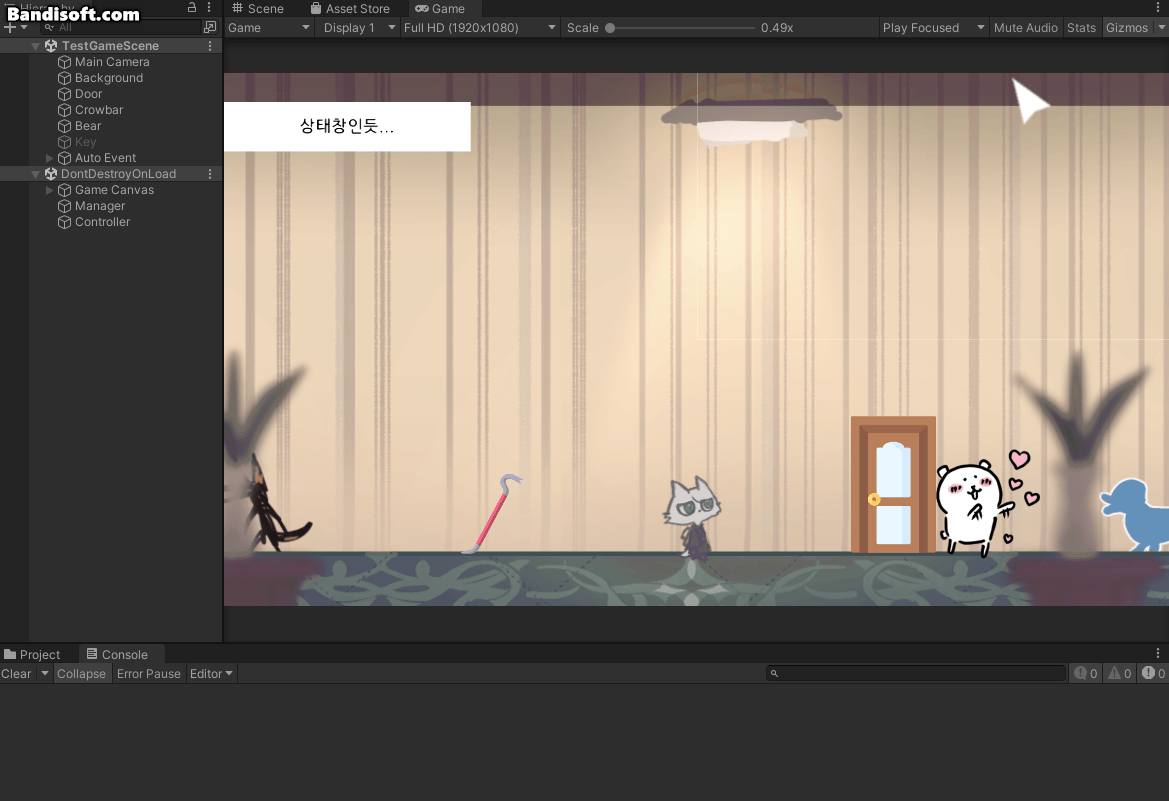 Hierarchy
Bandisoft.com
All
TestGameScene
Main Camera
Background
Door
Crowbar
Bear
Key
Auto Event
DontDestroyOnLoad
Game Canvas
Manager
Controller
Scene
Asset Store
Game
Game
Display 1
Full HD (1920x1080)
Scale
0.49x
Play Focused
Mute Audio
Stats
Gizmos
상태창인듯...
Project
Console
Clear
Collapse
Error Pause
Editor
0
0
0